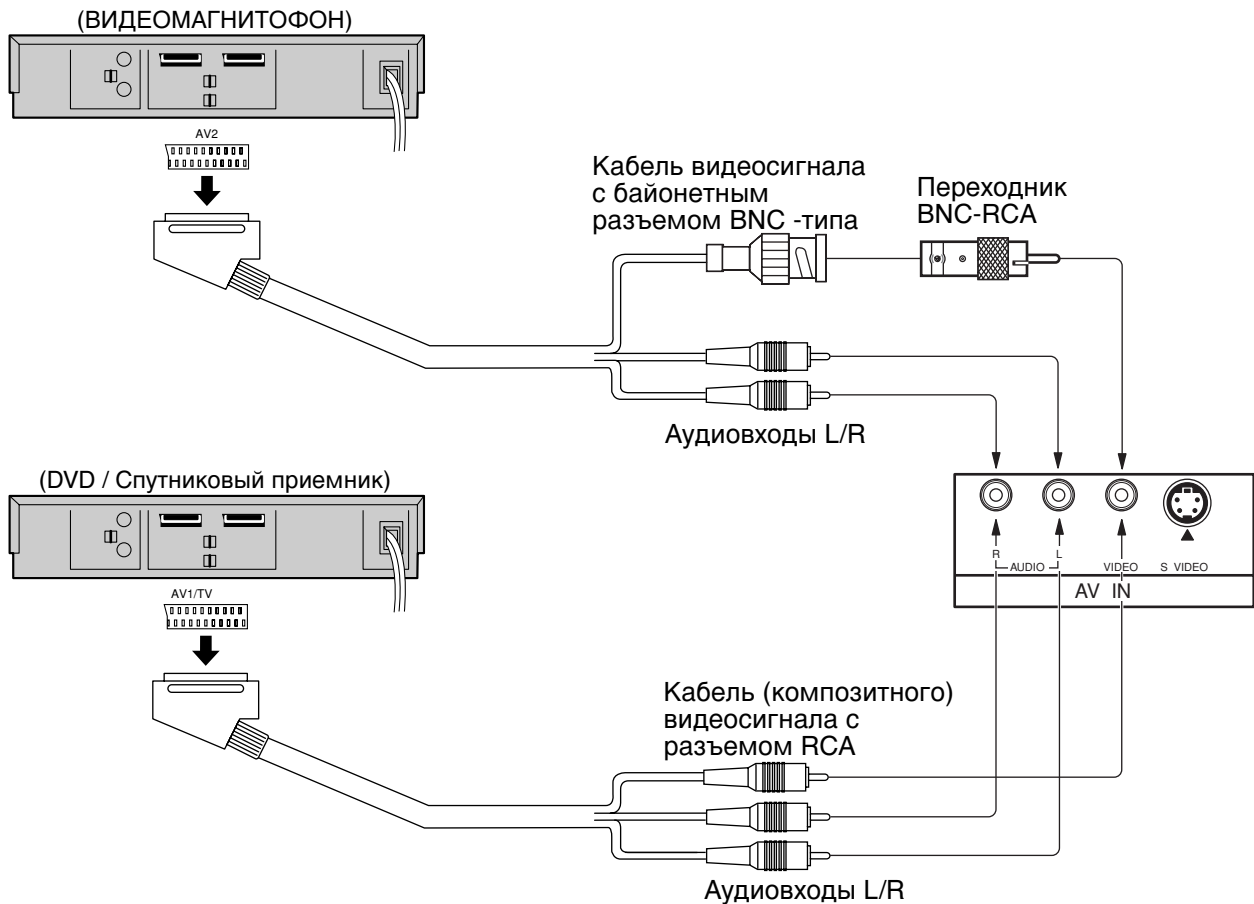 (ВИДЕОМАГНИТОФОН)
AV2
Кабель видеосигнала
с байонетным
разъемом BNC -типа
Переходник
BNC-RCA
Аудиовходы L/R
(DVD / Спутниковый приемник)
AV1/TV
R
L
AUDIO
VIDEO
S VIDEO
AV IN
Кабель (композитного)
видеосигнала с
разъемом RCA
Аудиовходы L/R